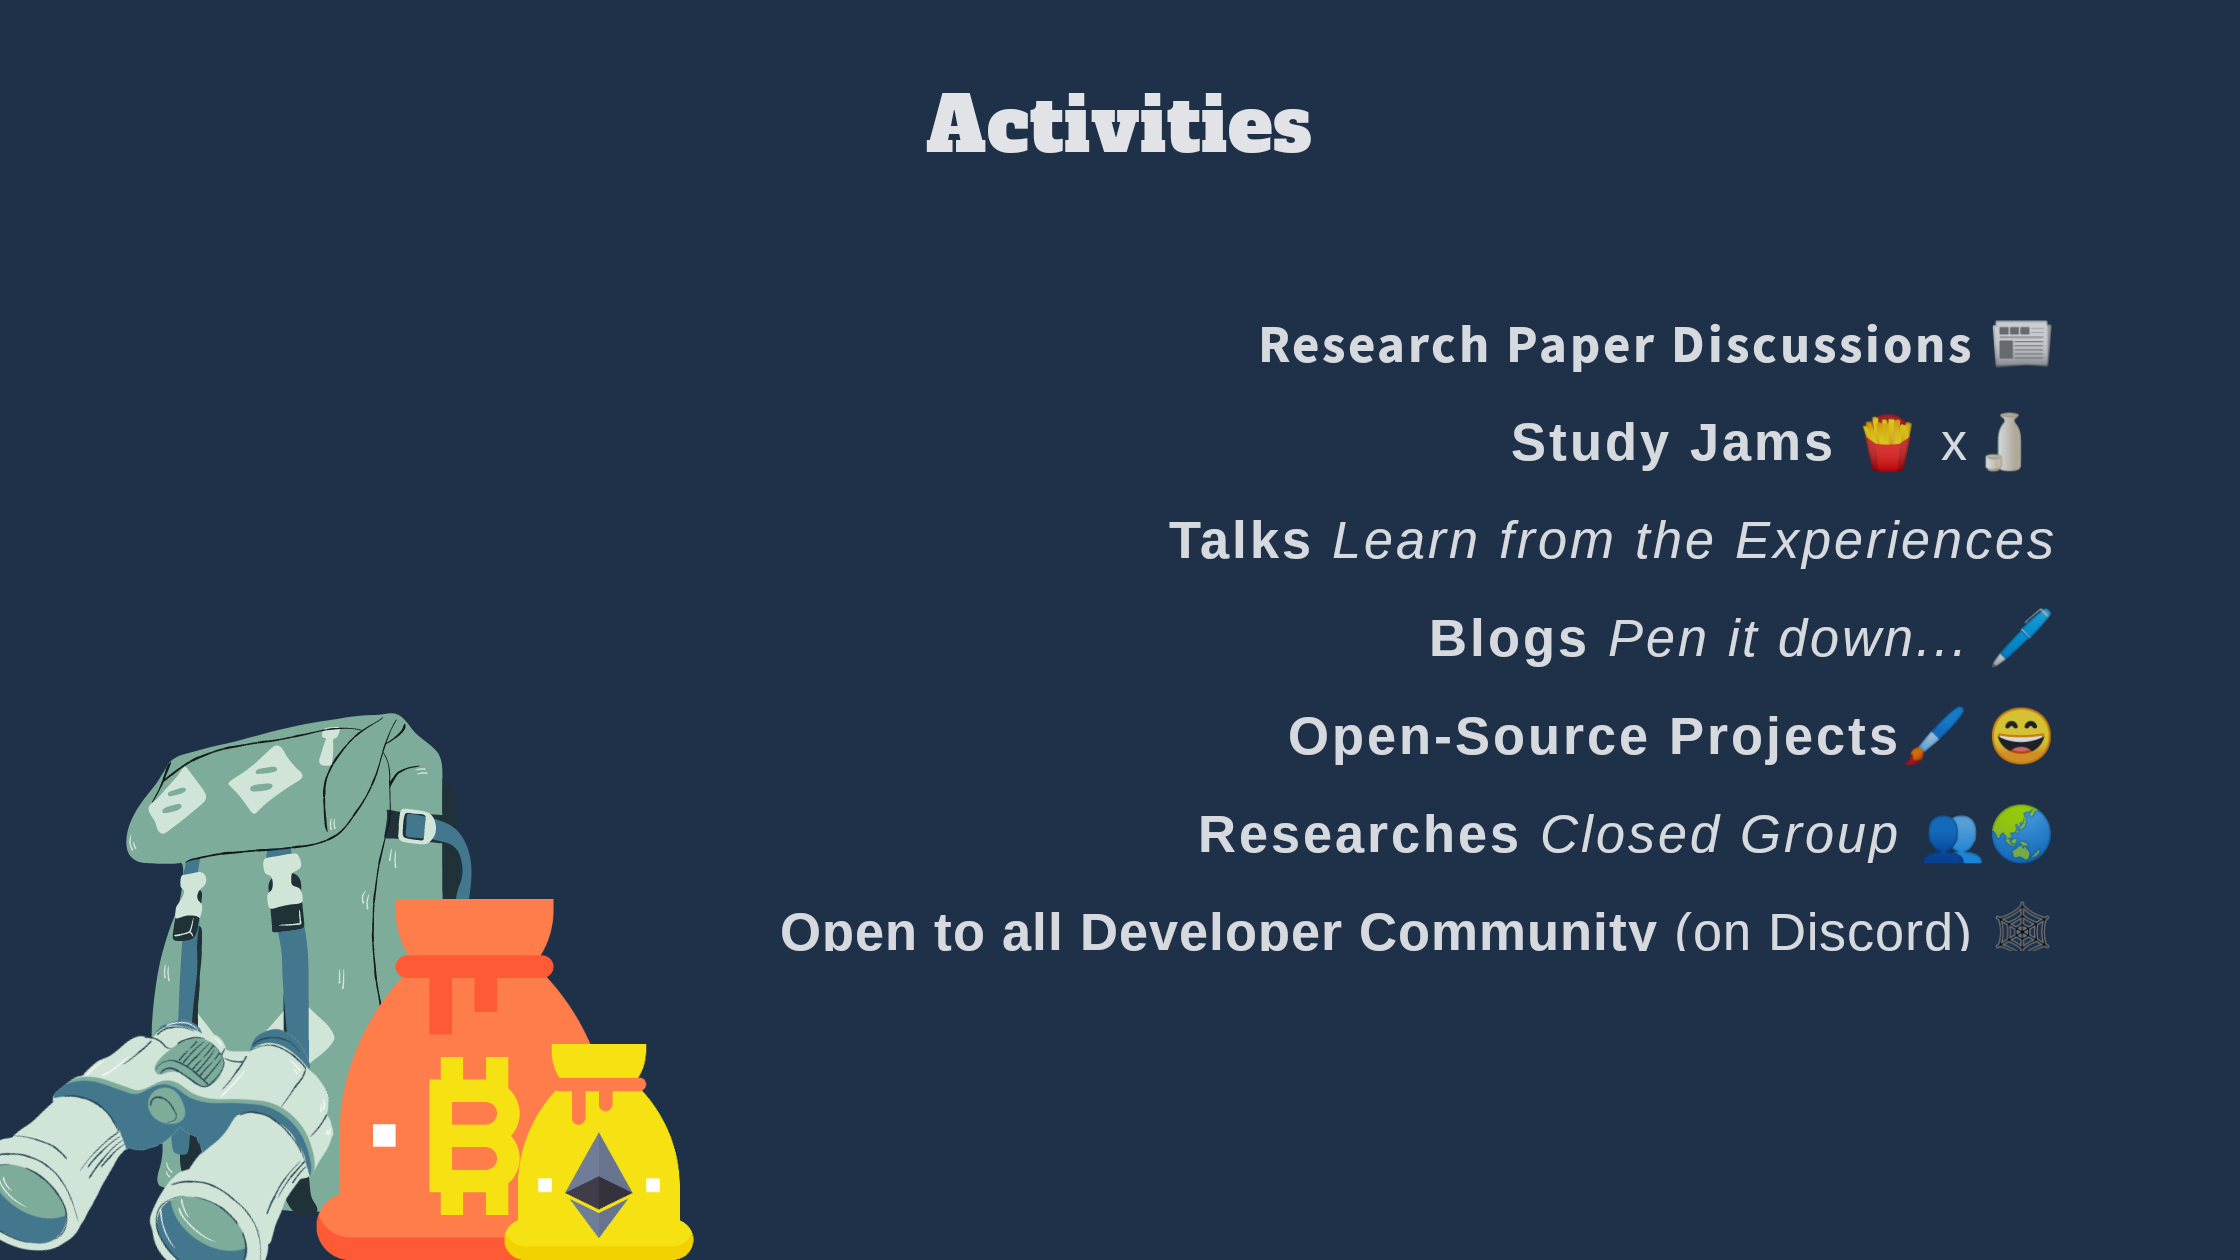 Activities
Research Paper Discussions 📰
Study Jams 🍟 x🍶
Talks Learn from the Experiences
Blogs Pen it down... 🖊️
Open-Source Projects🖌️ 😄
Researches Closed Group 👥🌏
Open to all Developer Community (on Discord) 🕸️